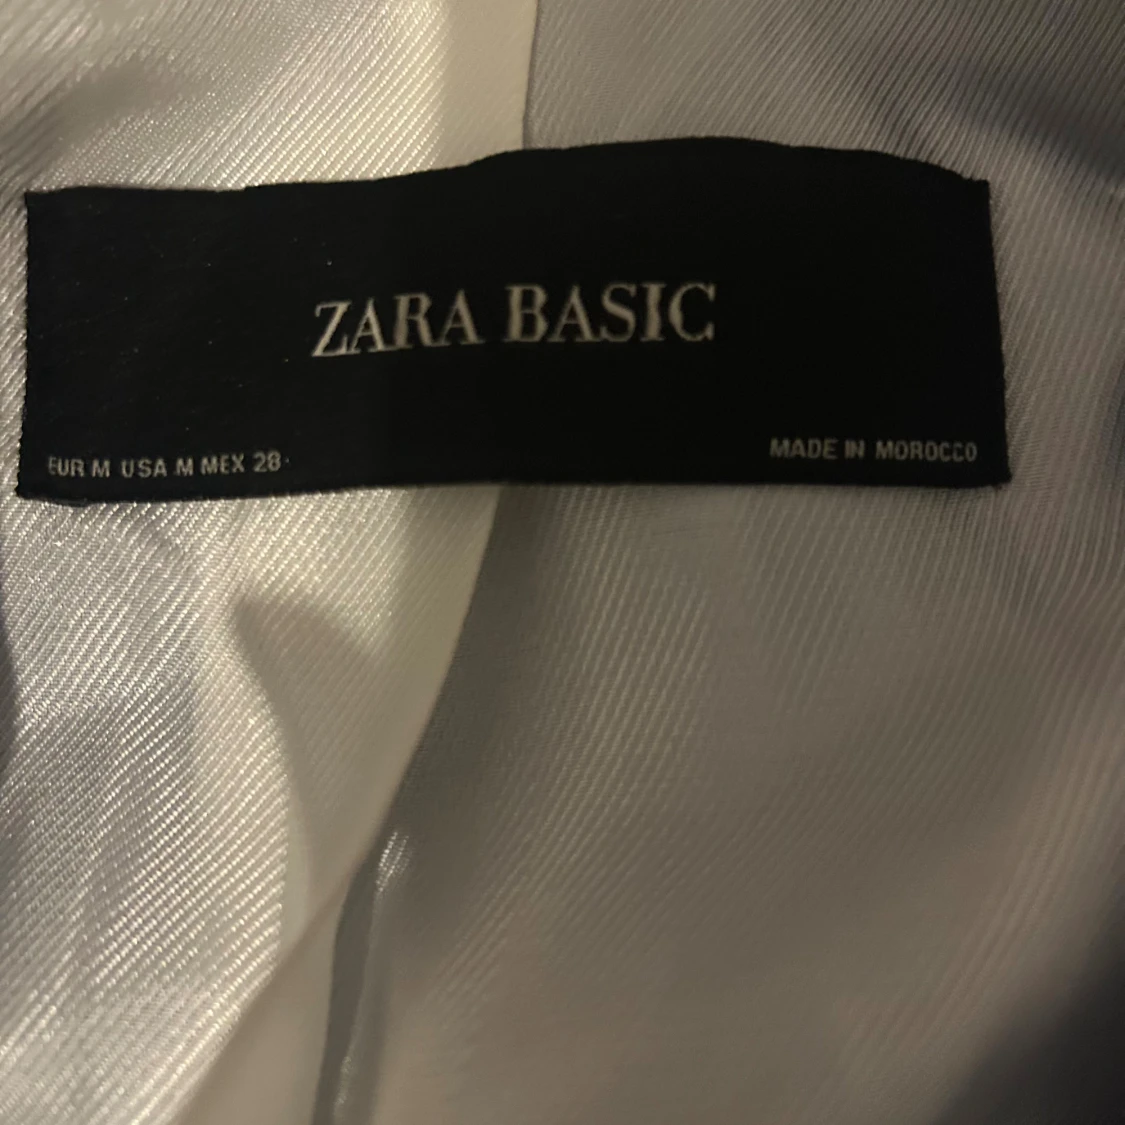 ZARA BASIC
EUR M USA M MEX 28
MADE IN MOROCCO